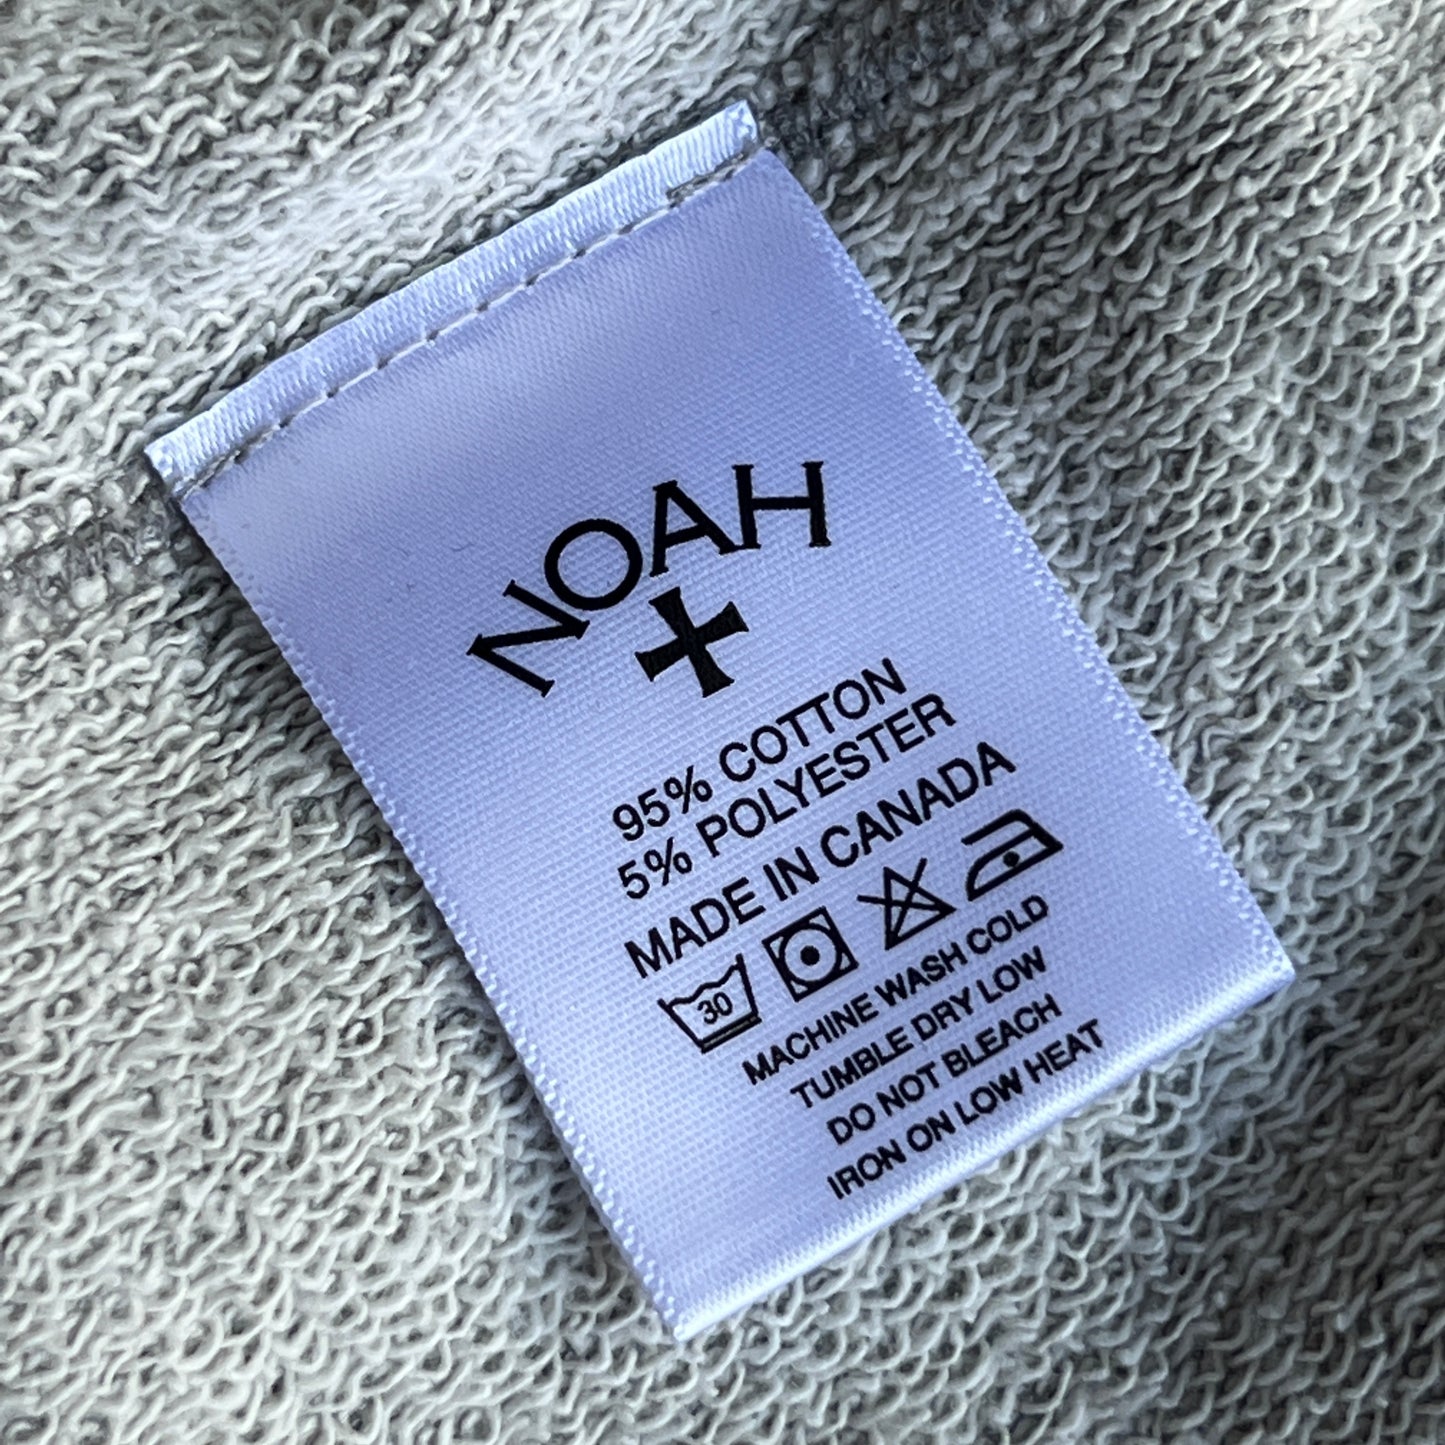 NOAH
95% COTTON
5% POLYESTER
MADE IN CANADA
30
MACHINE WASH COLD
TUMBLE DRY LOW
DO NOT BLEACH
IRON ON LOW HEAT